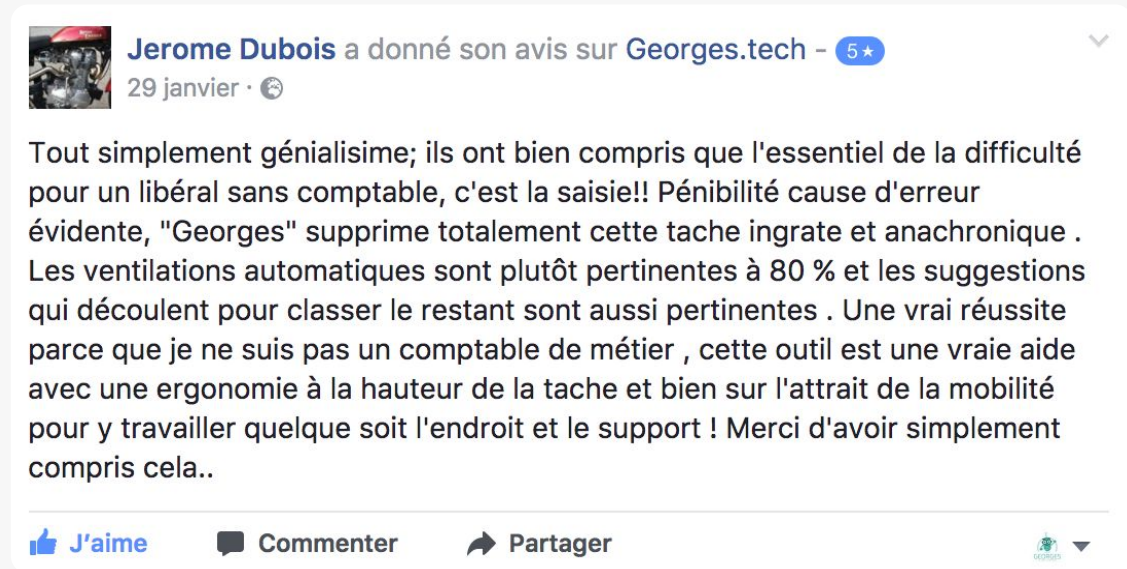 Jerome Dubois a donné son avis sur Georges.tech - 5★
29 janvier ·
Tout simplement génialisime; ils ont bien compris que l'essentiel de la difficulté
pour un libéral sans comptable, c'est la saisie!! Pénibilité cause d'erreur
évidente, "Georges" supprime totalement cette tache ingrate et anachronique .
Les ventilations automatiques sont plutôt pertinentes à 80 % et les suggestions
qui découlent pour classer le restant sont aussi pertinentes . Une vrai réussite
parce que je ne suis pas un comptable de métier , cette outil est une vraie aide
avec une ergonomie à la hauteur de la tache et bien sur l'attrait de la mobilité
pour y travailler quelque soit l'endroit et le support ! Merci d'avoir simplement
compris cela..
J'aime Commenter Partager
GEORGES